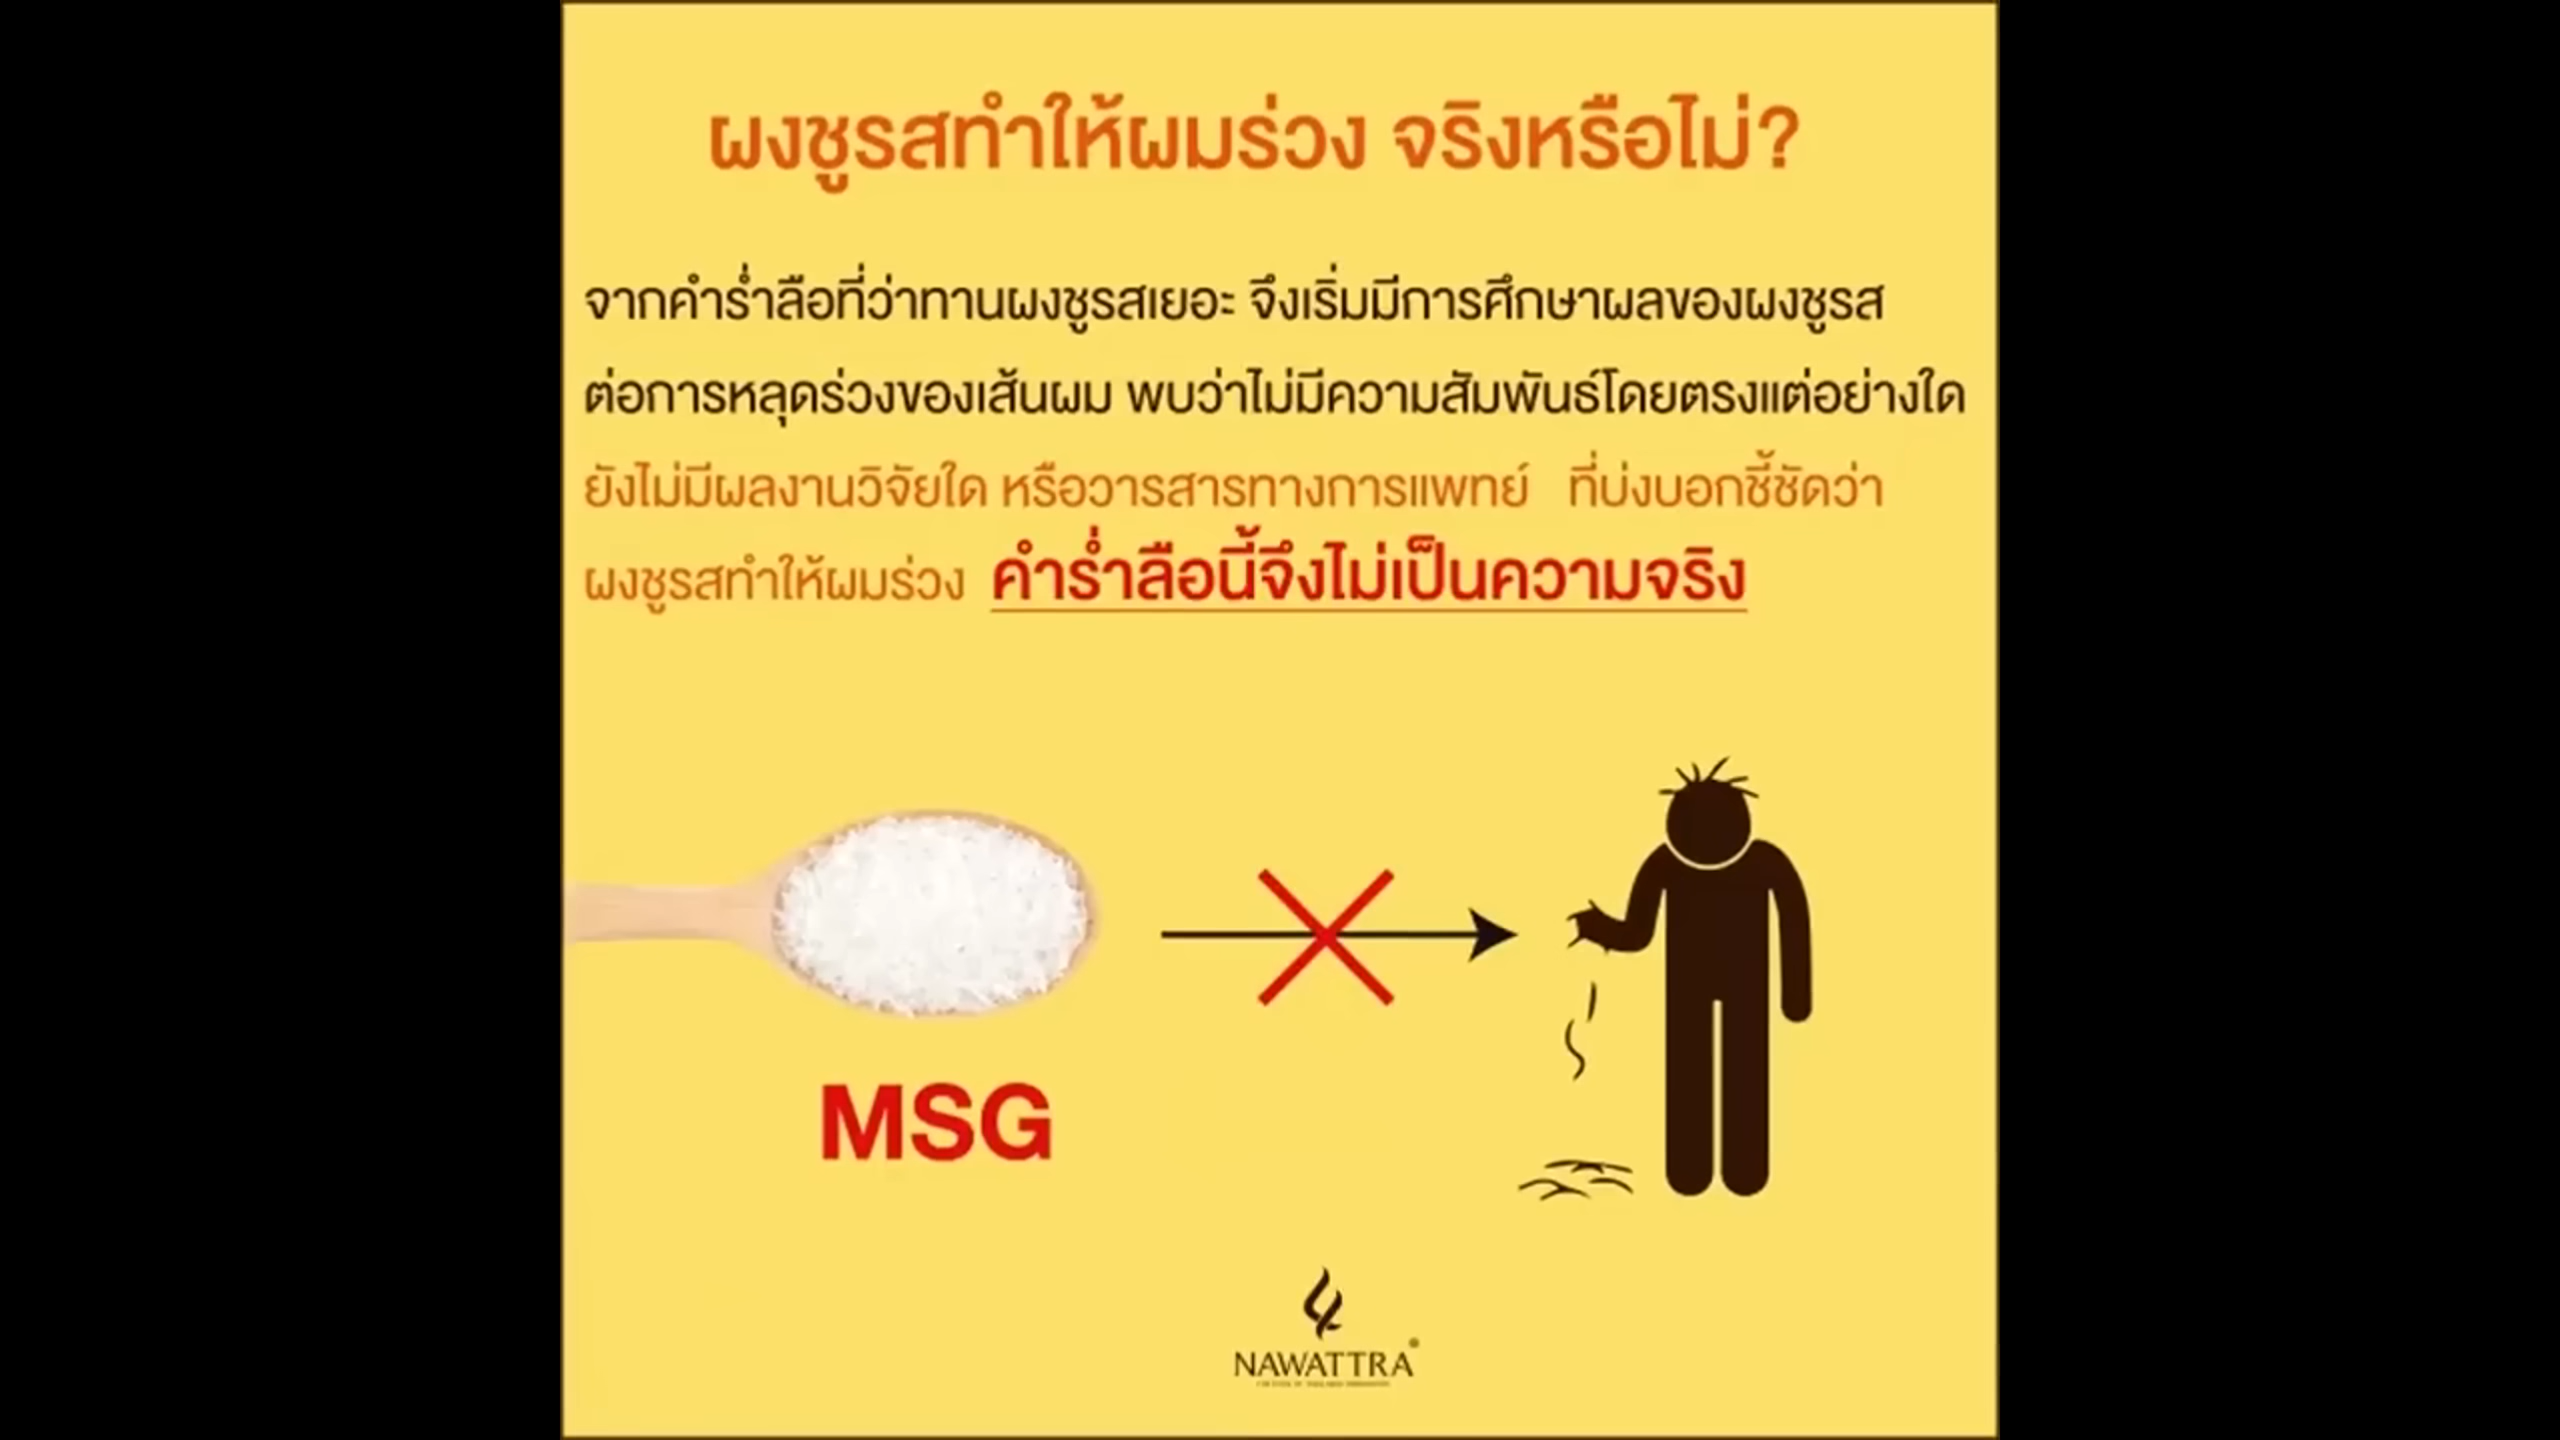 ผงชูรสทำให้ผมร่วง จริงหรือไม่?
จากคำร่ำลือที่ว่าทานผงชูรสเยอะ จึงเริ่มมีการศึกษาผลของผงชูรส
ต่อการหลุดร่วงของเส้นผม พบว่าไม่มีความสัมพันธ์โดยตรงแต่อย่างใด
ยังไม่มีผลงานวิจัยใด หรือวารสารทางการแพทย์ ที่บ่งบอกชี้ชัดว่า
ผงชูรสทำให้ผมร่วง คำร่ำลือนี้จึงไม่เป็นความจริง
MSG
NAWATTRA